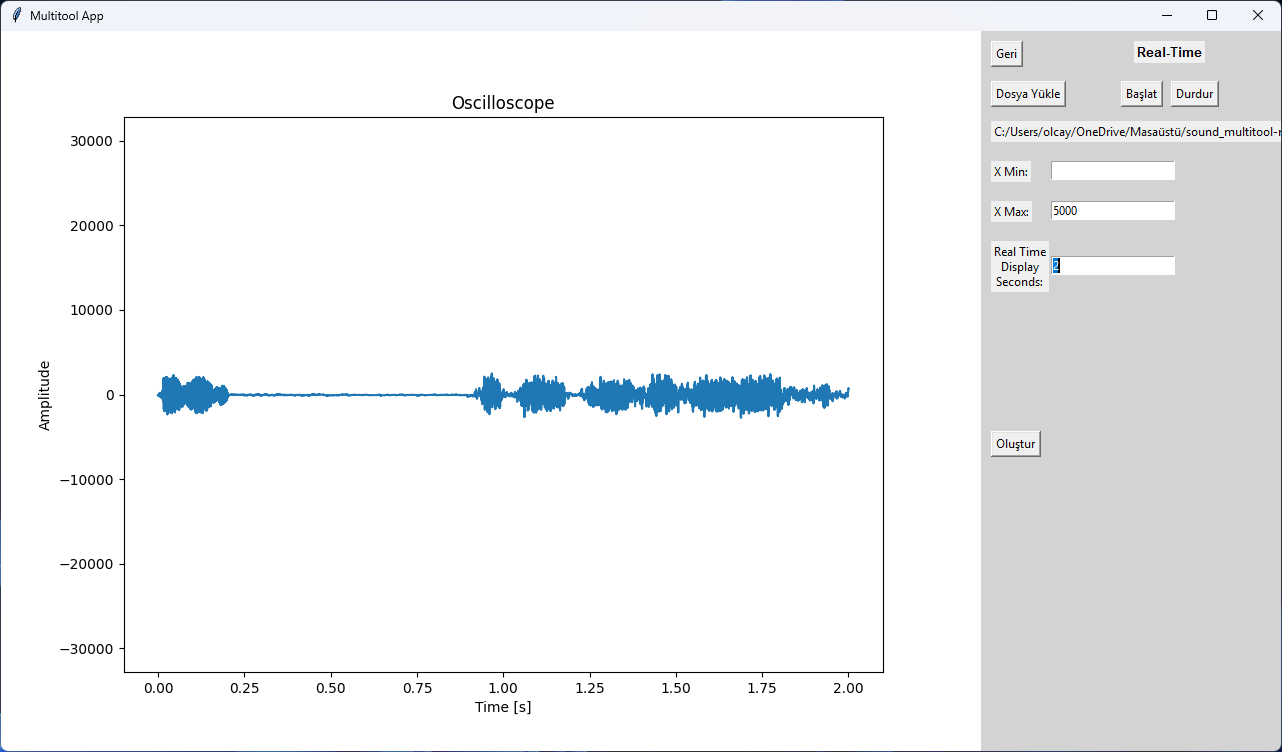 Multitool App
Geri
Real-Time
Dosya Yükle
Başlat
Durdur
C:/Users/olcay/OneDrive/Masaüstü/sound_multitool-r
X Min:
X Max:
5000
Real Time
Display
Seconds:
2
Oluştur
Oscilloscope
Amplitude
30000
20000
10000
0
−10000
−20000
−30000
0.00 0.25 0.50 0.75 1.00 1.25 1.50 1.75 2.00
Time [s]